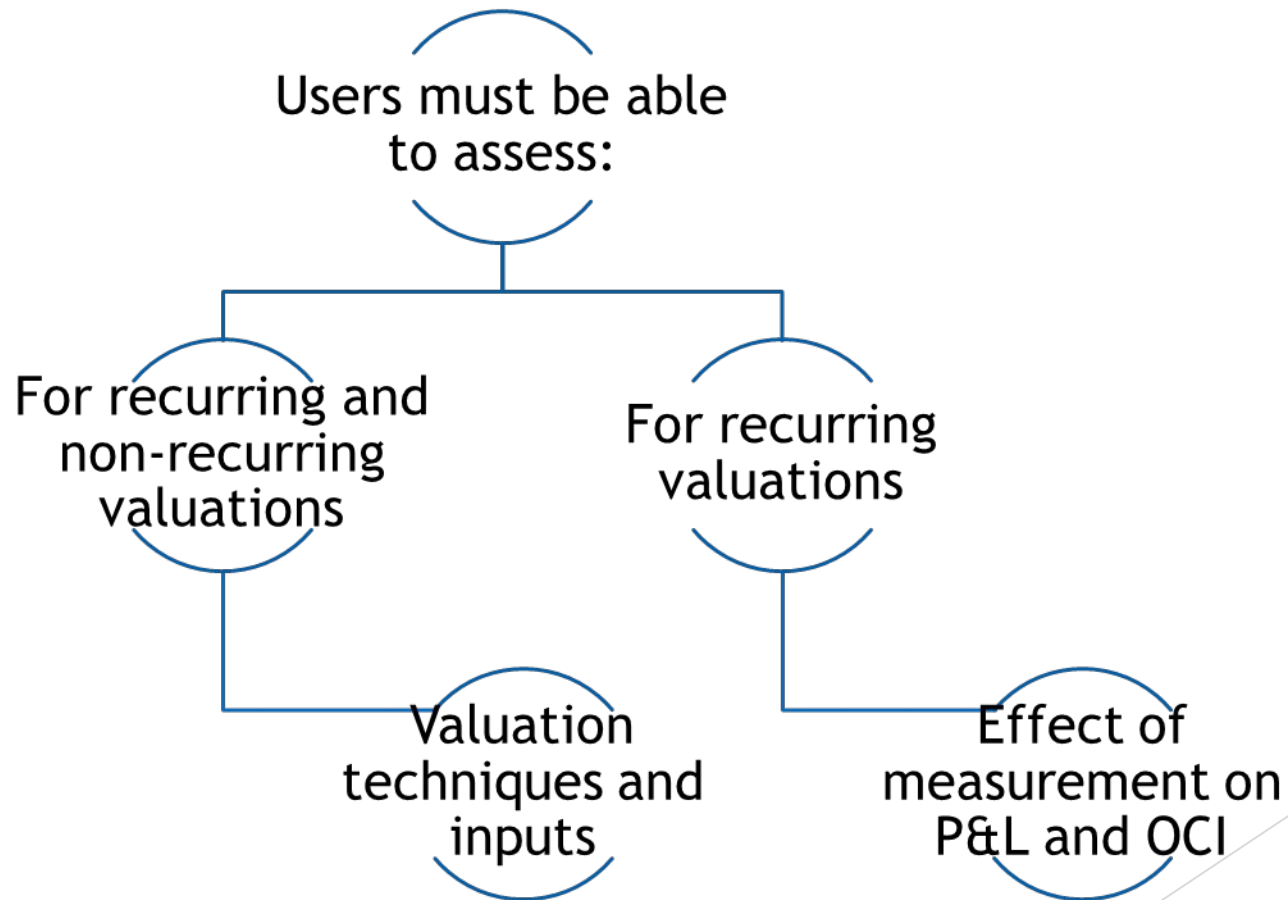 Users must be able
to assess:
For recurring and
non-recurring
valuations
For recurring
valuations
Valuation
techniques and
inputs
Effect of
measurement on
P&L and OCI